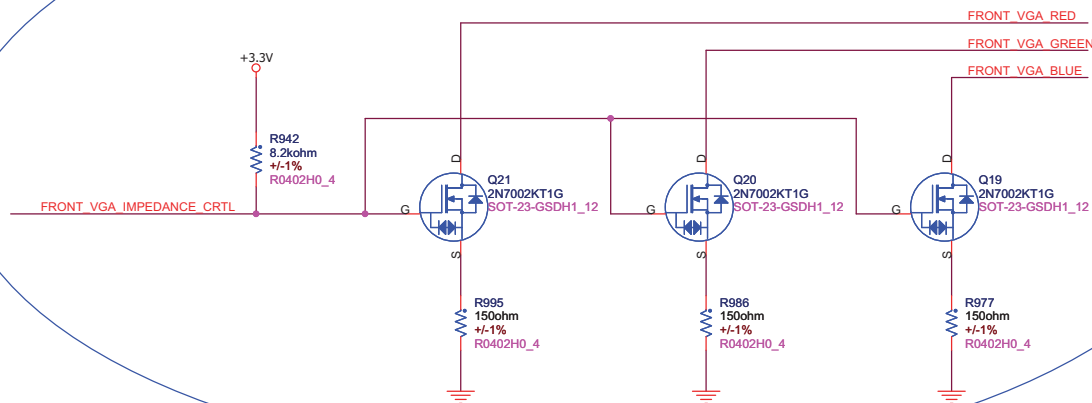 FRONT_VGA_RED
FRONT_VGA_GREEN
FRONT_VGA_BLUE
+3.3V
R942
8.2kohm
+/-1%
R0402H0_4
FRONT_VGA_IMPEDANCE_CRTL
D
G
S
Q21
2N7002KT1G
SOT-23-GSDH1_12
D
G
S
Q20
2N7002KT1G
SOT-23-GSDH1_12
D
G
S
Q19
2N7002KT1G
SOT-23-GSDH1_12
R995
150ohm
+/-1%
R0402H0_4
R986
150ohm
+/-1%
R0402H0_4
R977
150ohm
+/-1%
R0402H0_4